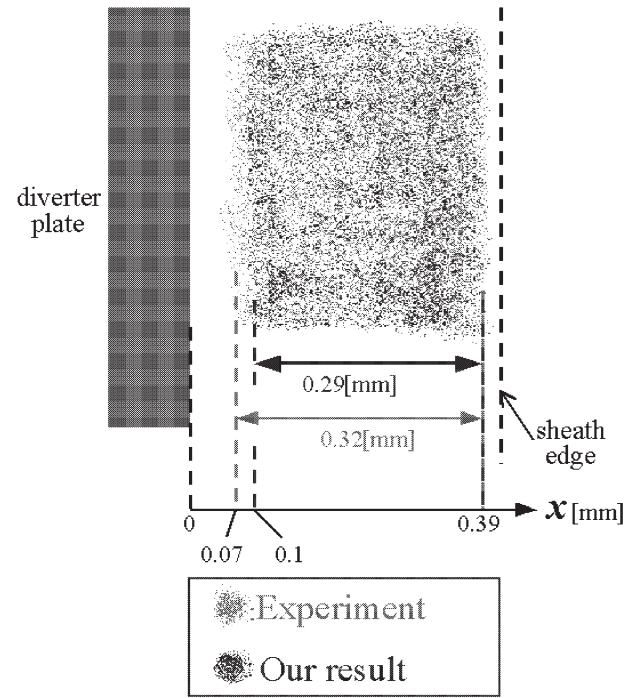 diverter
plate
0.29[mm]
0.32[mm]
sheath
edge
0
0.39
x [mm]
0.07
0.1
:Experiment
:Our result